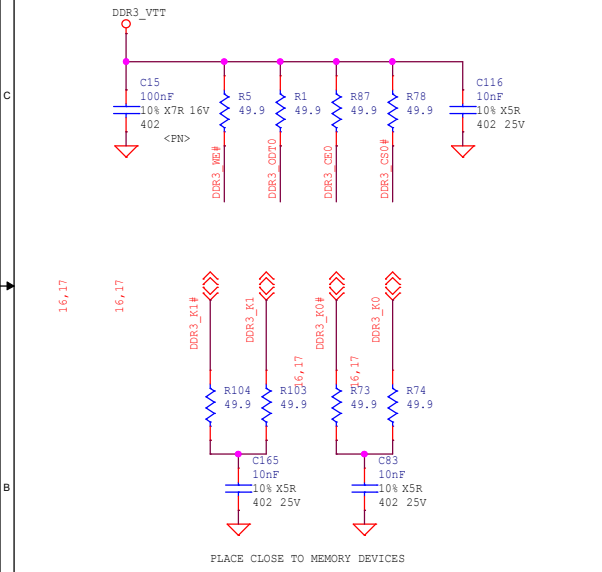 DDR3_VTT
C
C15
100nF
10% X7R 16V
402
<PN>
R5
49.9
R1
49.9
R87
49.9
R78
49.9
C116
10nF
10% X5R
402 25V
DDR3_WE#
DDR3_ODT0
DDR3_CE0
DDR3_CS0#
16,17
16,17
DDR3_K1#
DDR3_K1
DDR3_K0#
DDR3_K0
16,17
16,17
R104
49.9
R103
49.9
R73
49.9
R74
49.9
C165
10nF
10% X5R
402 25V
C83
10nF
10% X5R
402 25V
B
PLACE CLOSE TO MEMORY DEVICES